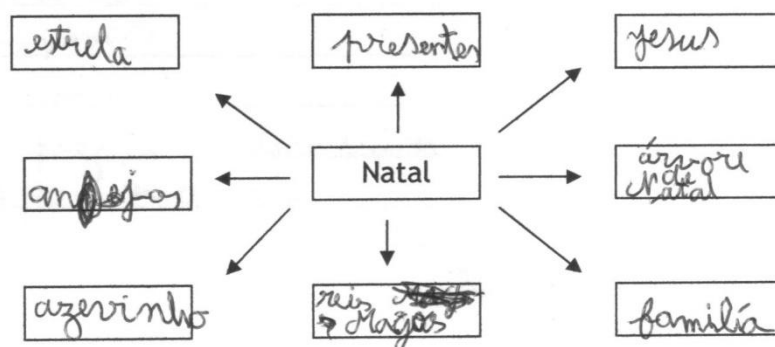 estrela
presentes
Jesus
anjos
Natal
árvore
de
Natal
azevinho
reis
Magos
família